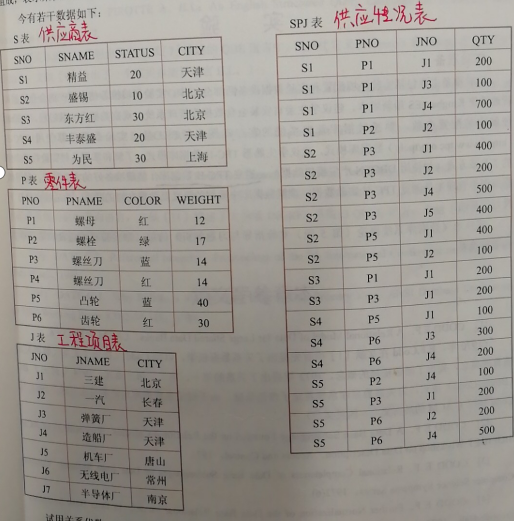 今有若干数据如下:
S表 供应商表
SNO SNAME STATUS CITY
S1 精益 20 天津
S2 盛锡 10 北京
S3 东方红 30 北京
S4 丰泰盛 20 天津
S5 为民 30 上海
P表 零件表
PNO PNAME COLOR WEIGHT
P1 螺母 红 12
P2 螺栓 绿 17
P3 螺丝刀 蓝 14
P4 螺丝刀 红 14
P5 凸轮 蓝 40
P6 齿轮 红 30
J表 工程项目表
JNO JNAME CITY
J1 三建 北京
J2 一汽 长春
J3 弹簧厂 天津
J4 造船厂 天津
J5 机车厂 唐山
J6 无线电厂 常州
J7 半导体厂 南京
SPJ表 供应情况表
SNO PNO JNO QTY
S1 P1 J1 200
S1 P1 J3 100
S1 P1 J4 700
S1 P2 J2 100
S2 P3 J1 400
S2 P3 J2 200
S2 P3 J4 500
S2 P3 J5 400
S2 P5 J1 400
S2 P5 J2 100
S3 P1 J1 200
S3 P3 J1 200
S4 P5 J1 100
S4 P6 J3 300
S4 P6 J4 200
S5 P2 J4 100
S5 P3 J1 200
S5 P6 J2 200
S5 P6 J4 500